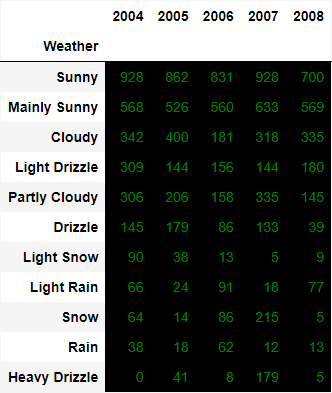 2004 2005 2006 2007 2008
Weather
Sunny 928 862 831 928 700
Mainly Sunny 568 526 560 633 569
Cloudy 342 400 181 318 335
Light Drizzle 309 144 156 144 180
Partly Cloudy 306 206 158 335 145
Drizzle 145 179 86 133 39
Light Snow 90 38 13 5 9
Light Rain 66 24 91 18 77
Snow 64 14 86 215 5
Rain 38 18 62 12 13
Heavy Drizzle 0 41 8 179 5